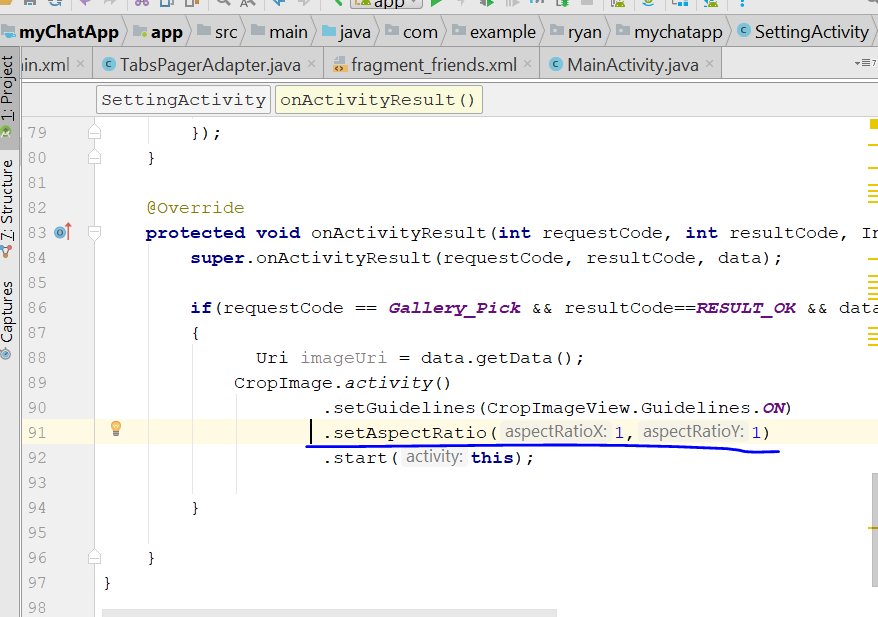 app
myChatApp app src main java com example ryan mychatapp SettingActivity
in.xml TabsPagerAdapter.java fragment_friends.xml MainActivity.java
1: Project
7: Structure
Captures
SettingActivity onActivityResult()
79 });
80 }
81
82 @Override
83 protected void onActivityResult(int requestCode, int resultCode, In
84 super.onActivityResult(requestCode, resultCode, data);
85
86 if(requestCode == Gallery_Pick && resultCode==RESULT_OK && data
87 {
88 Uri imageUri = data.getData();
89 CropImage.activity()
90 .setGuidelines(CropImageView.Guidelines.ON)
91 .setAspectRatio( aspectRatioX: 1, aspectRatioY: 1)
92 .start( activity: this);
93
94 }
95
96 }
97 }
98